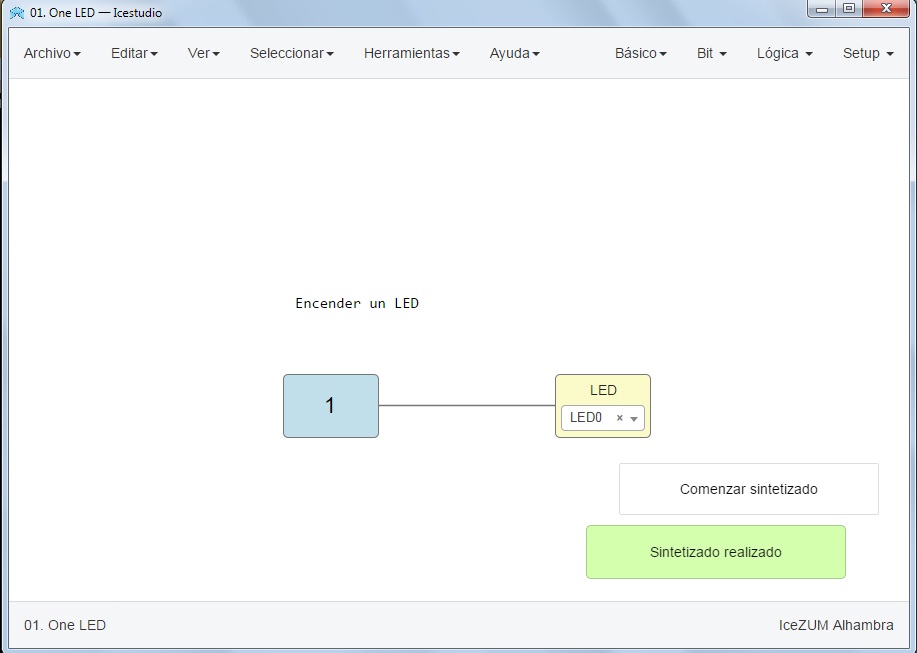 01. One LED — Icestudio
Archivo Editar Ver Seleccionar Herramientas Ayuda Básico Bit Lógica Setup
Encender un LED
1
LED
LED0 ×
Comenzar sintetizado
Sintetizado realizado
01. One LED IceZUM Alhambra